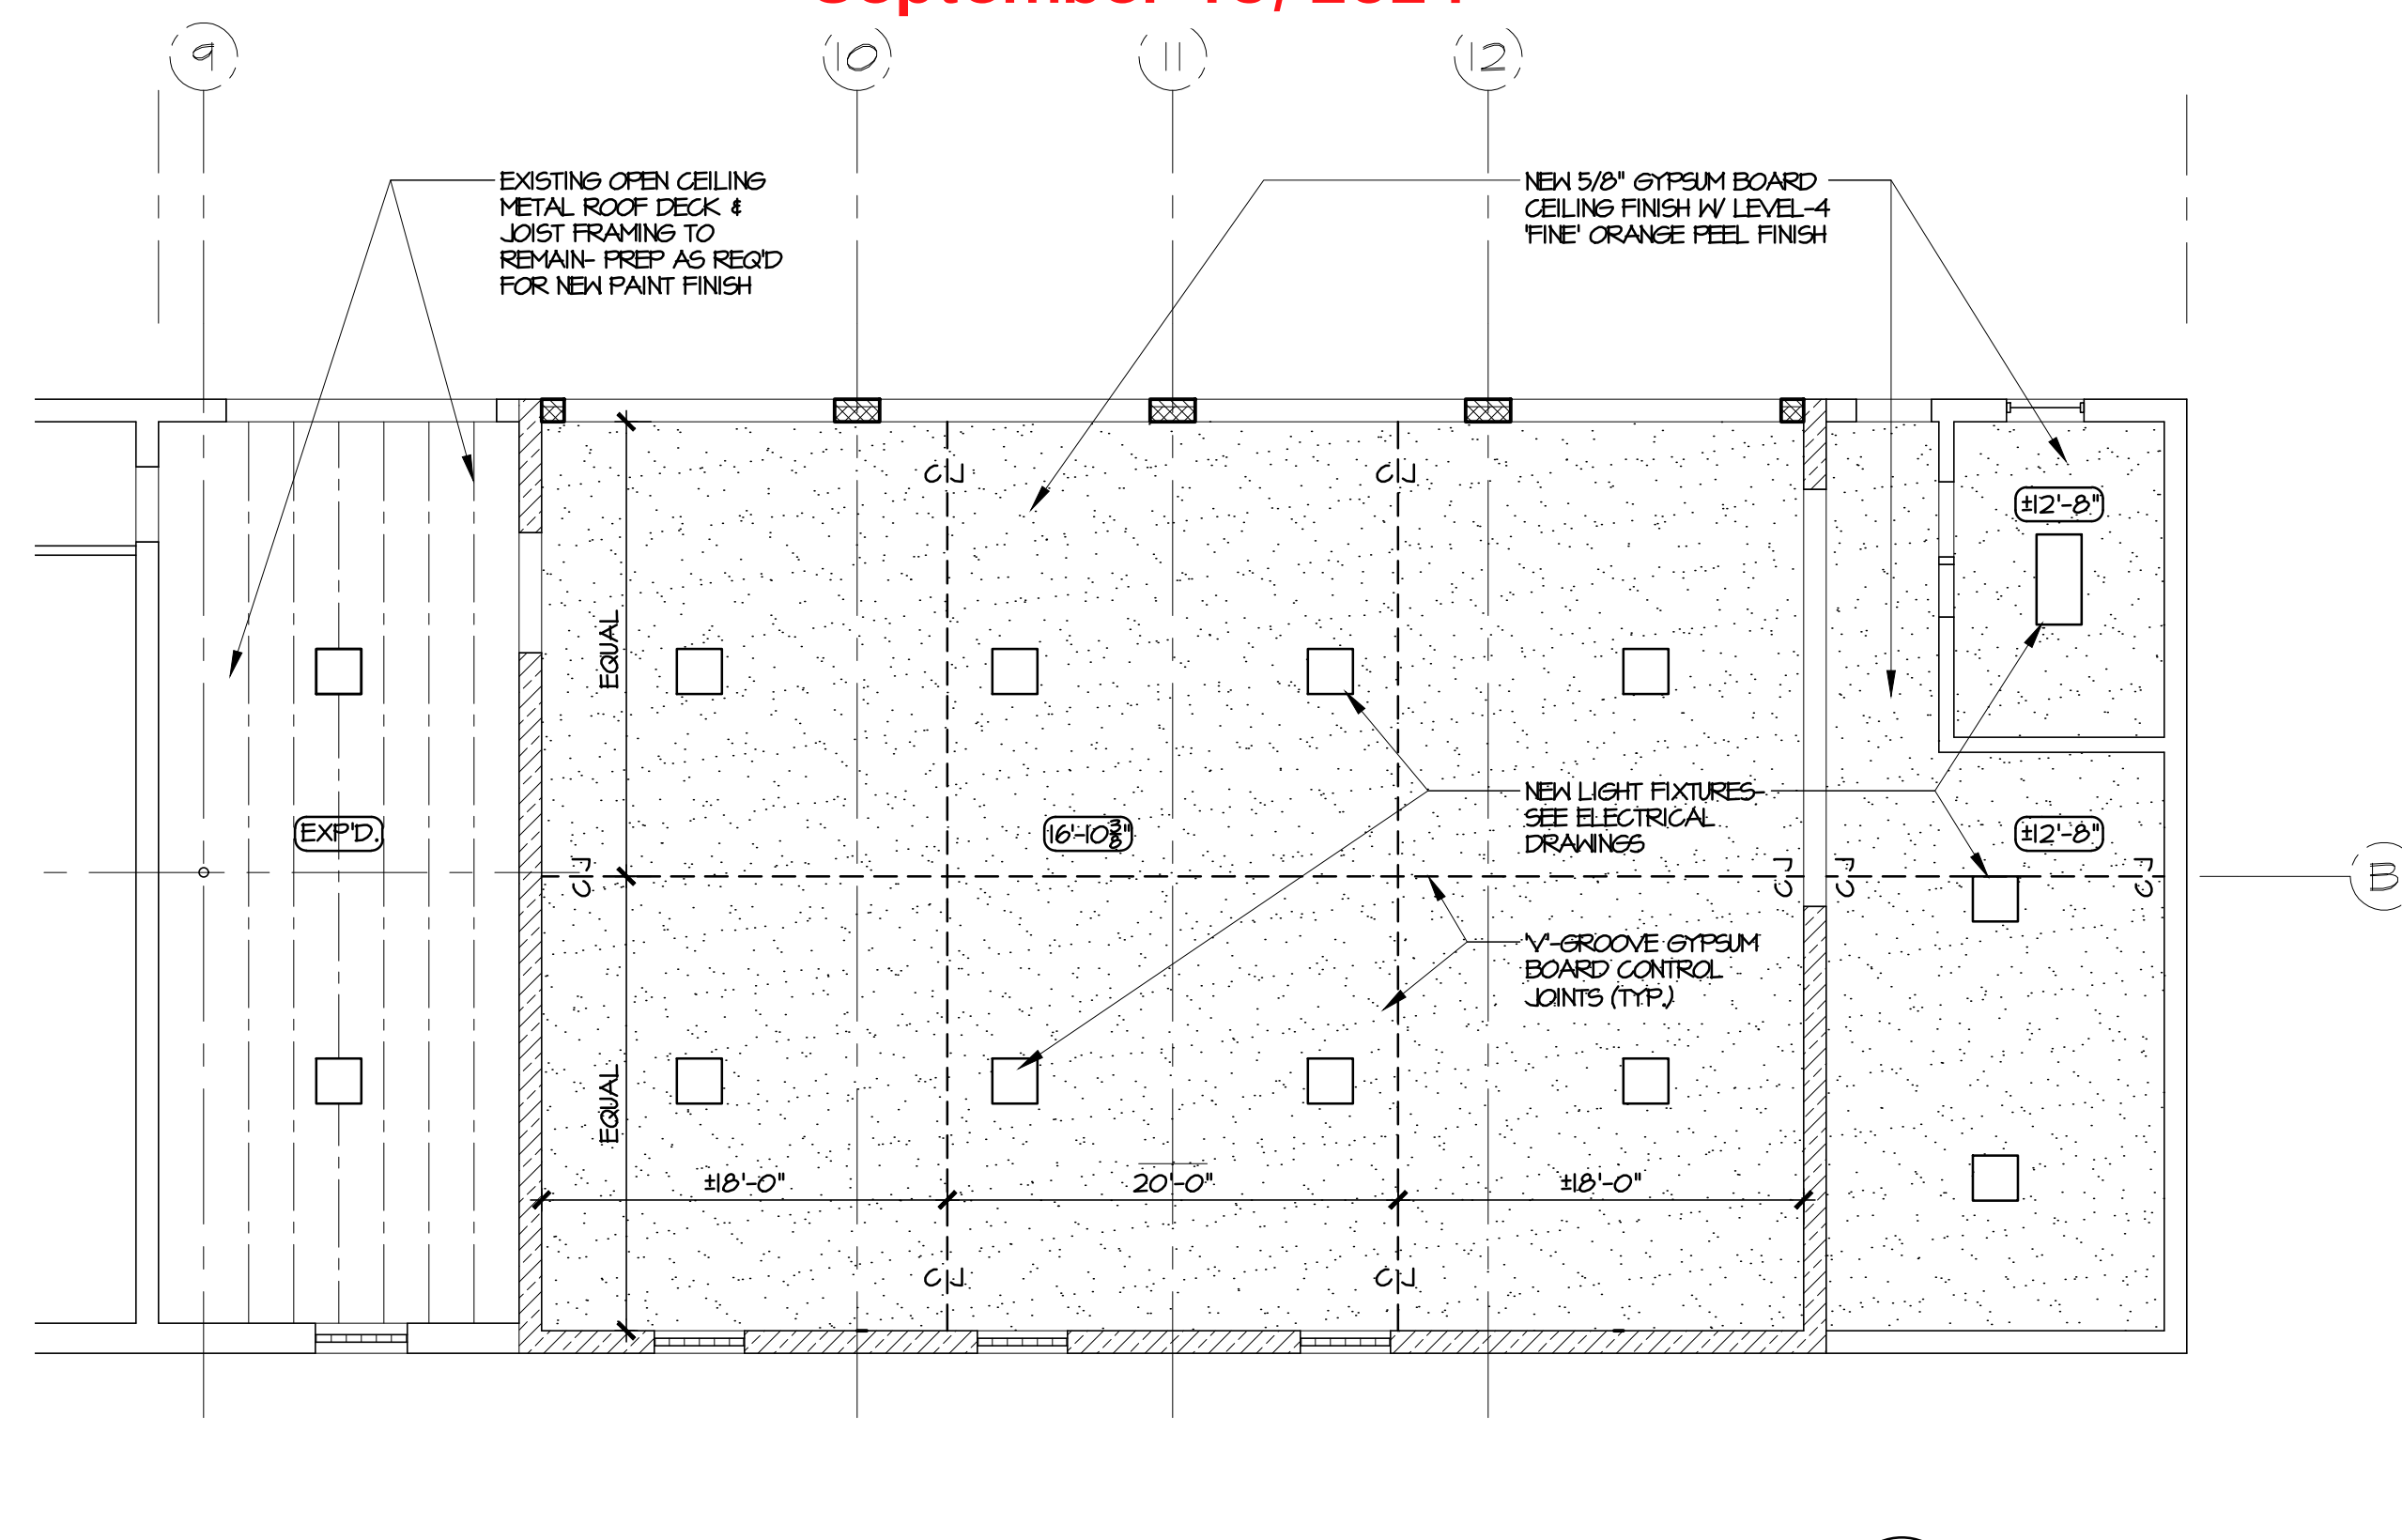 September 18, 2024
9
10
11
12
EXISTING OPEN CEILING
METAL ROOF DECK &
JOIST FRAMING TO
REMAIN- PREP AS REQ'D
FOR NEW PAINT FINISH
NEW 5/8" GYPSUM BOARD
CEILING FINISH W/ LEVEL-4
'FINE' ORANGE PEEL FINISH
CJ
CJ
±12'-8"
EQUAL
NEW LIGHT FIXTURES-
SEE ELECTRICAL
DRAWINGS
EXP'D.
16'-10 3/8"
±12'-8"
CJ
CJ
CJ
CJ
B
'V'-GROOVE GYPSUM
BOARD CONTROL
JOINTS (TYP.)
EQUAL
±18'-0"
20'-0"
±18'-0"
CJ
CJ